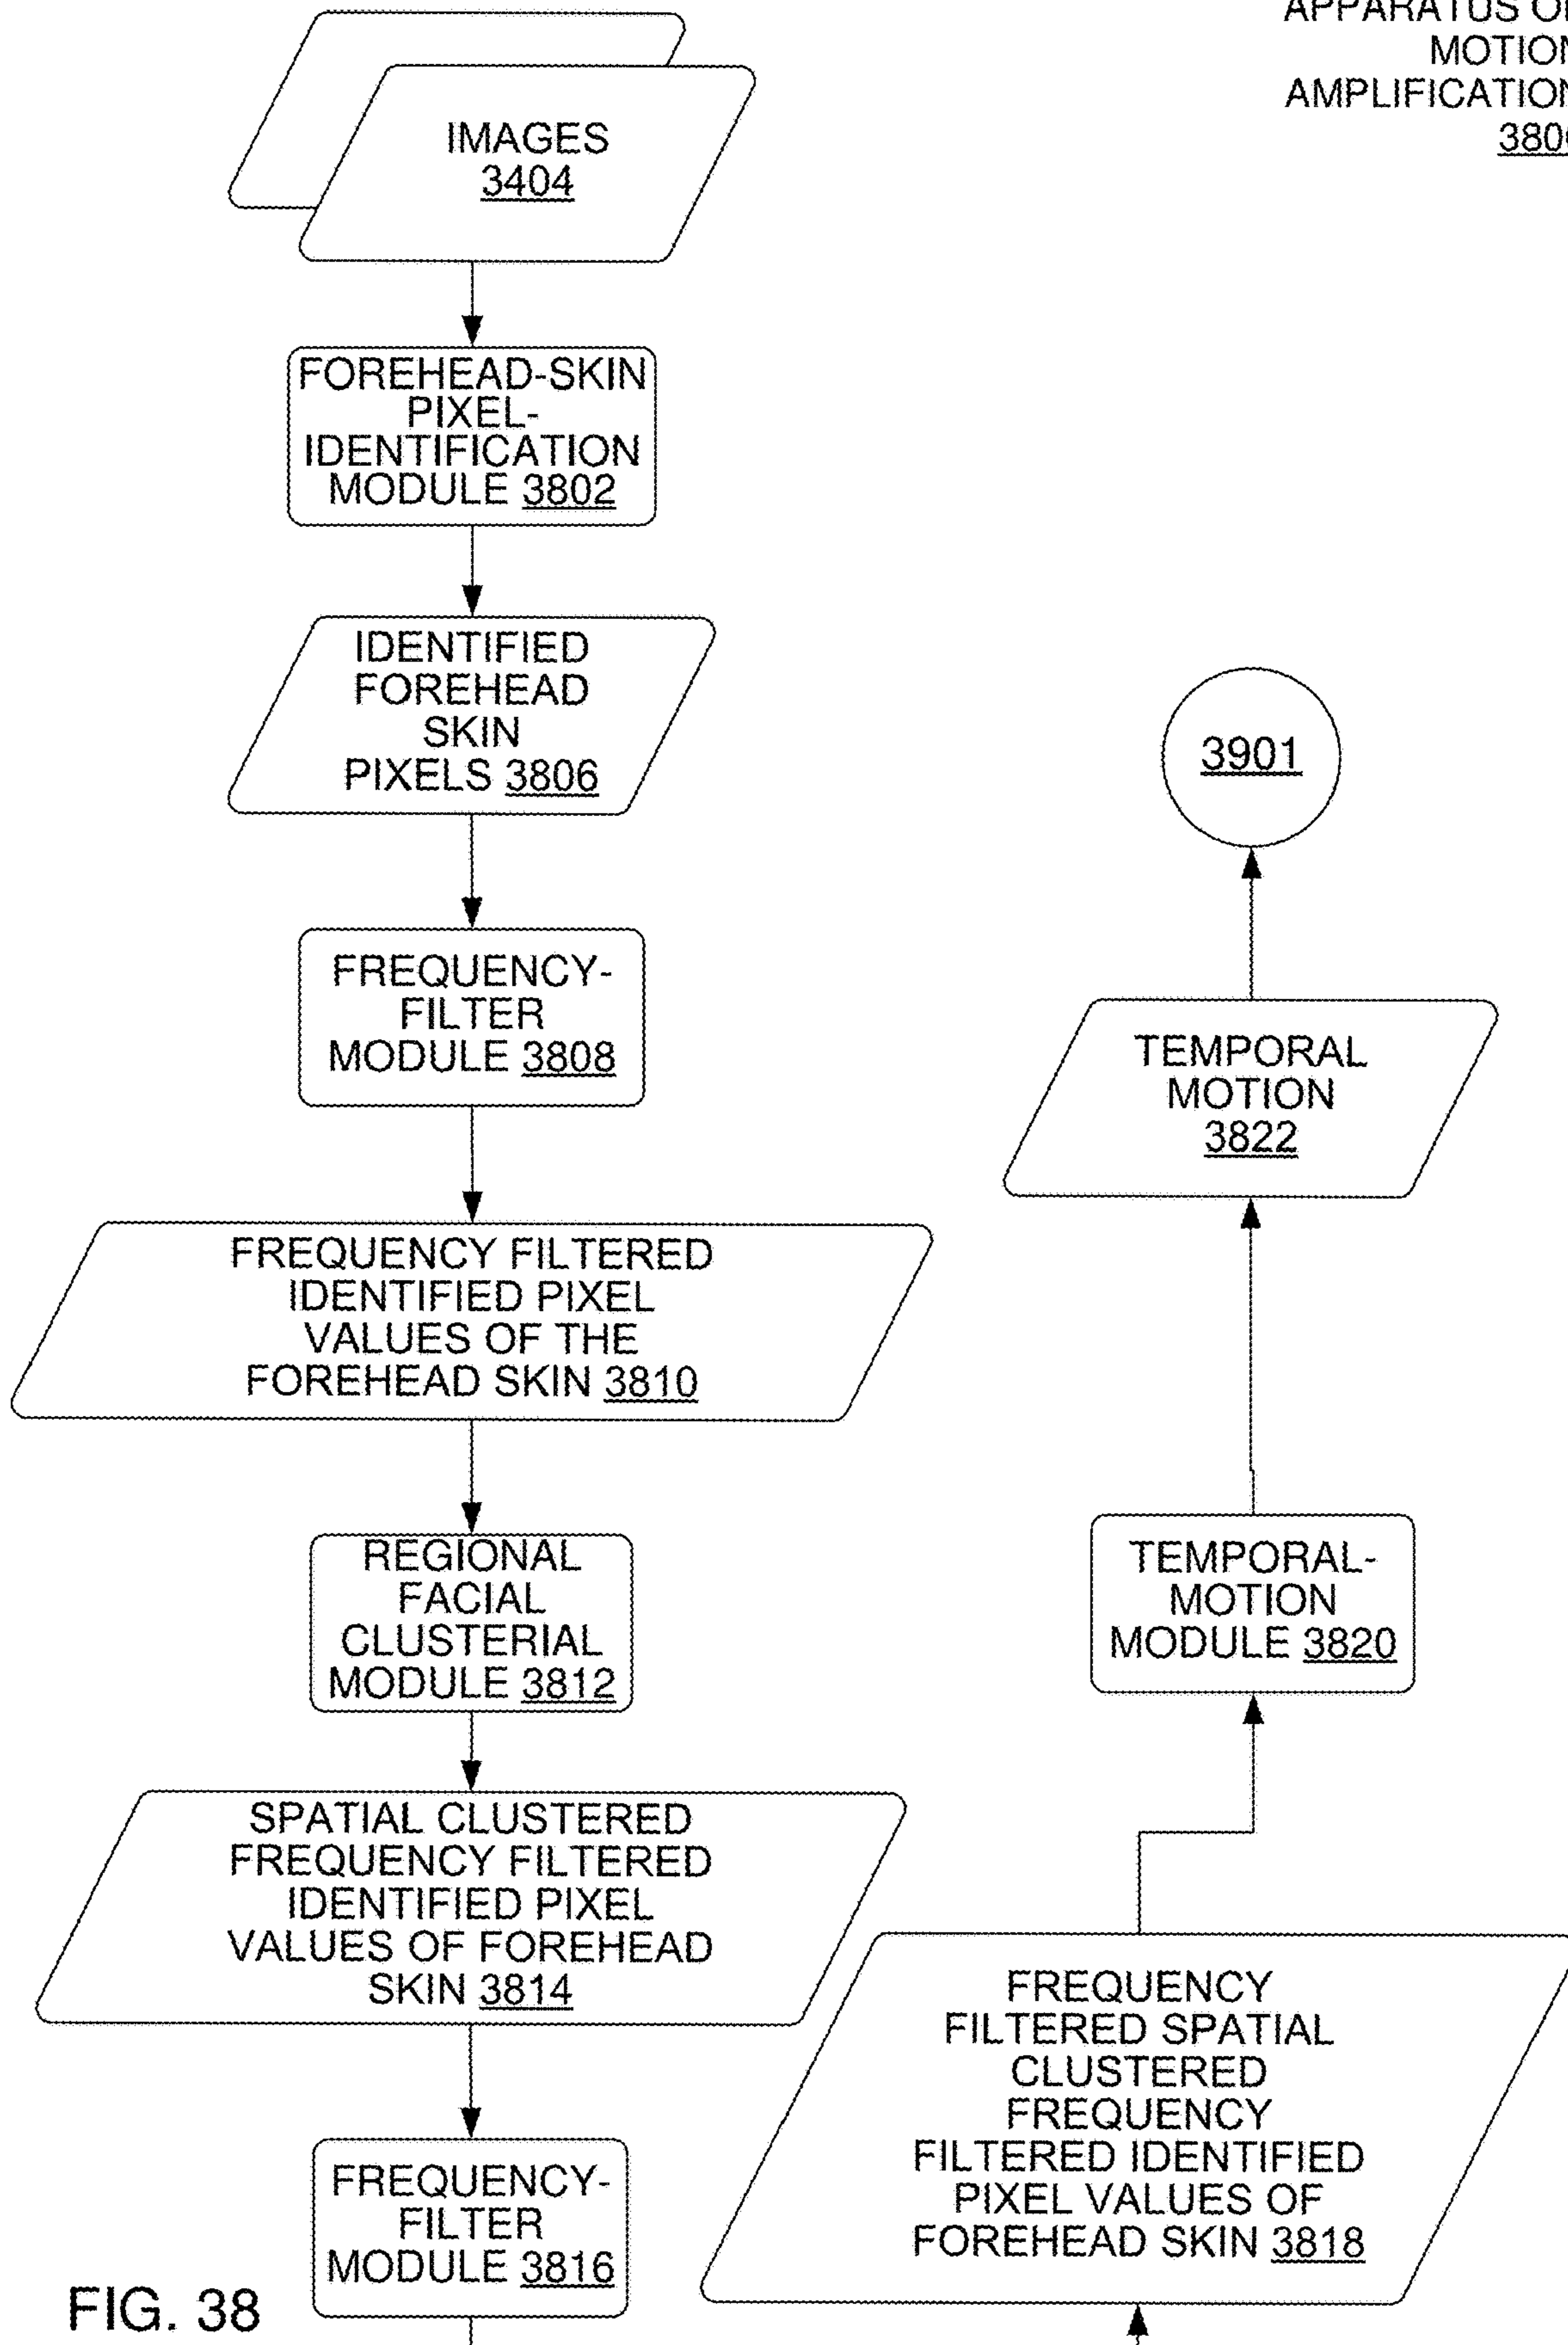 APPARATUS OF
MOTION
AMPLIFICATION
IMAGES
3404
FOREHEAD-SKIN
PIXEL-
IDENTIFICATION
MODULE 3802
IDENTIFIED
FOREHEAD
SKIN
PIXELS 3806
FREQUENCY-
FILTER
MODULE 3808
FREQUENCY FILTERED
IDENTIFIED PIXEL
VALUES OF THE
FOREHEAD SKIN 3810
REGIONAL
FACIAL
CLUSTERIAL
MODULE 3812
SPATIAL CLUSTERED
FREQUENCY FILTERED
IDENTIFIED PIXEL
VALUES OF FOREHEAD
SKIN 3814
FREQUENCY-
FILTER
MODULE 3816
FREQUENCY
FILTERED SPATIAL
CLUSTERED
FREQUENCY
FILTERED IDENTIFIED
PIXEL VALUES OF
FOREHEAD SKIN 3818
TEMPORAL-
MOTION
MODULE 3820
TEMPORAL
MOTION
3822
3901
FIG. 38